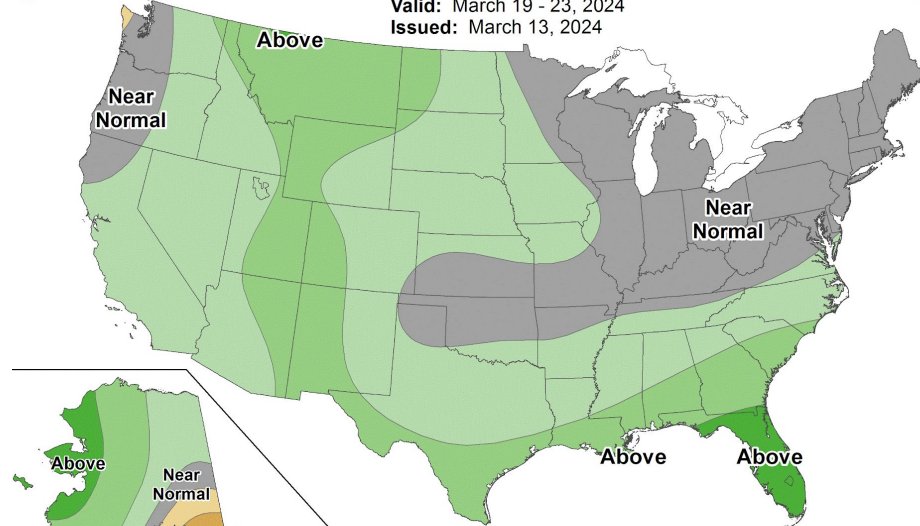 Valid: March 19 - 23, 2024
Issued: March 13, 2024
Above
Near
Normal
Near
Normal
Above
Above
Above
Near
Normal